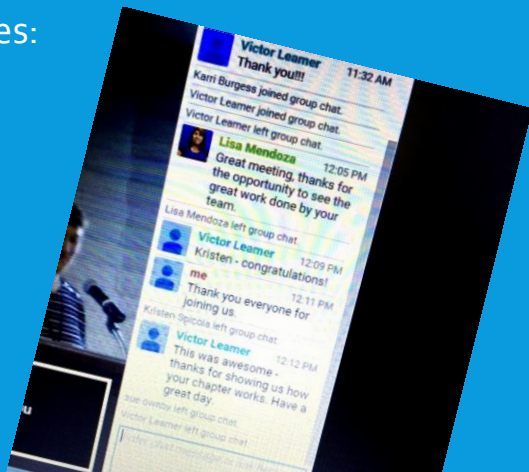 es:
Victor Learner
11:32 AM
Thank you!!!
Karri Burgess joined group chat.
Victor Learner joined group chat.
Victor Learner left group chat.
Lisa Mendoza
12:05 PM
Great meeting, thanks for
the opportunity to see the
great work done by your
team.
Lisa Mendoza left group chat.
Victor Learner
12:09 PM
Kristen - congratulations!
me
12:11 PM
Thank you everyone for
joining us.
Kristen Spicola left group chat.
Victor Learner
12:12 PM
This was awesome -
thanks for showing us how
your chapter works. Have a
great day.
sue ownby left group chat.
Victor Learner left group chat.
ou